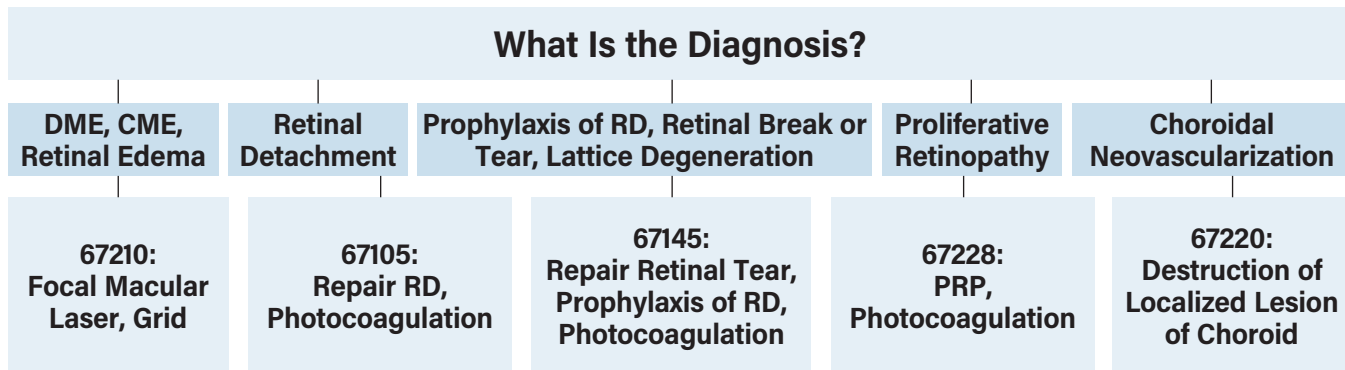 What Is the Diagnosis?
DME, CME,
Retinal Edema
Retinal
Detachment
Prophylaxis of RD, Retinal Break or
Tear, Lattice Degeneration
Proliferative
Retinopathy
Choroidal
Neovascularization
67210:
Focal Macular
Laser, Grid
67105:
Repair RD,
Photocoagulation
67145:
Repair Retinal Tear,
Prophylaxis of RD,
Photocoagulation
67228:
PRP,
Photocoagulation
67220:
Destruction of
Localized Lesion
of Choroid